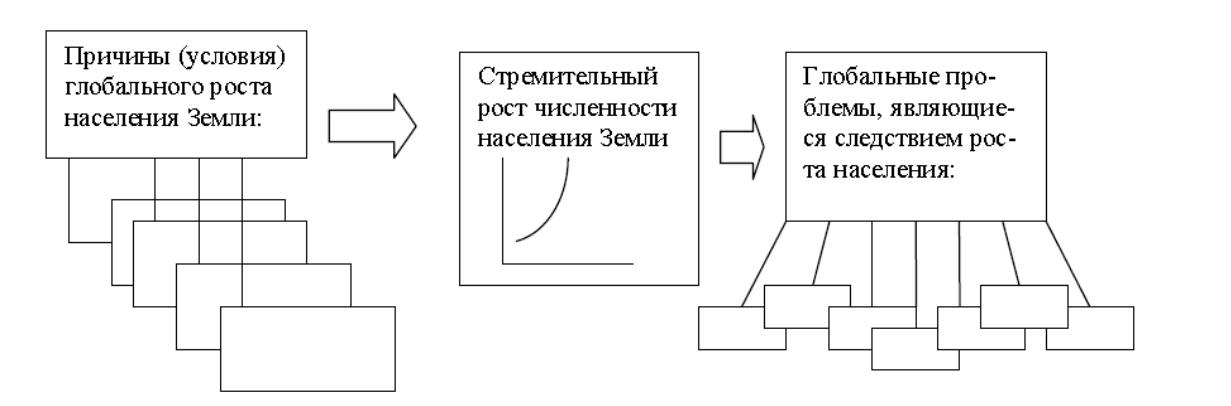 Причины (условия)
глобального роста
населения Земли:
Стремительный
рост численности
населения Земли
Глобальные про-
блемы, являющие-
ся следствием рос-
та населения: